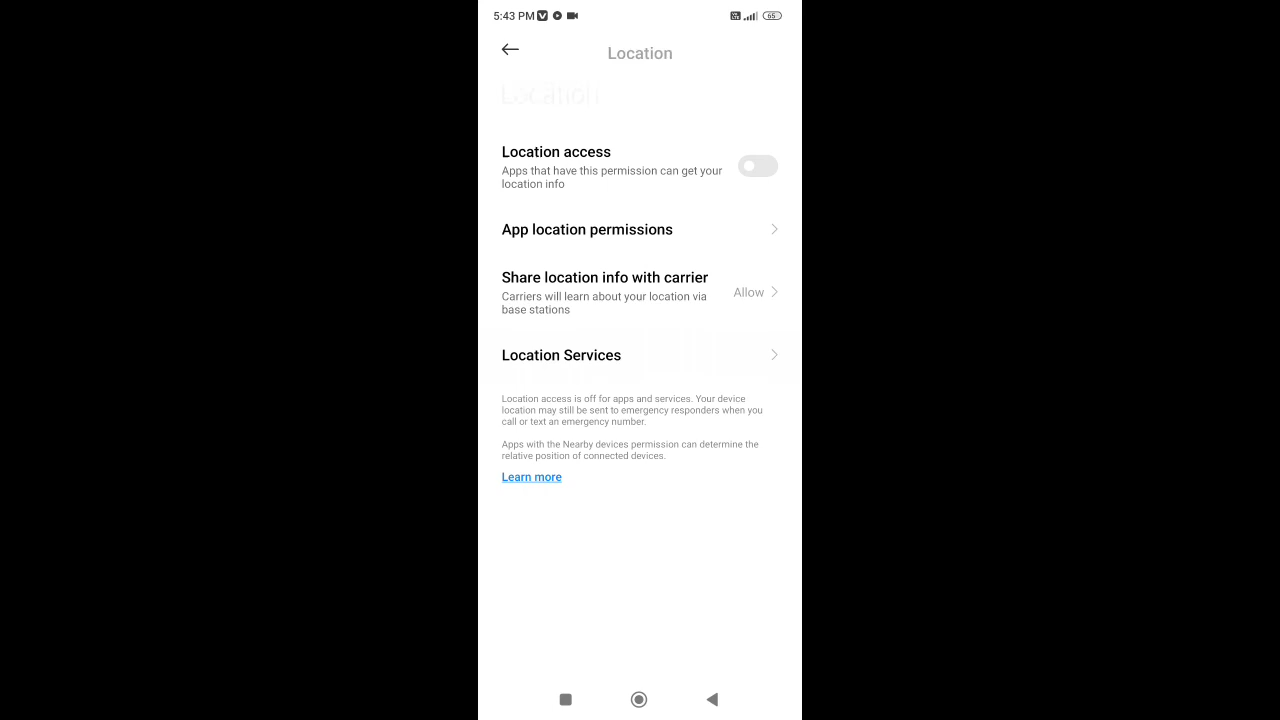 5:43 PM
65
Location
Location
Location access
Apps that have this permission can get your
location info
App location permissions
Share location info with carrier
Carriers will learn about your location via
base stations
Allow
Location Services
Location access is off for apps and services. Your device
location may still be sent to emergency responders when you
call or text an emergency number.
Apps with the Nearby devices permission can determine the
relative position of connected devices.
Learn more